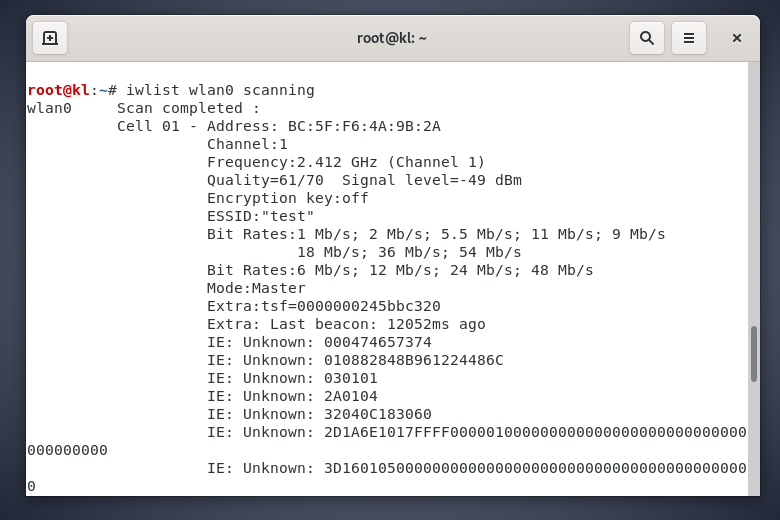 root@kl: ~
root@kl:~# iwlist wlan0 scanning
wlan0     Scan completed :
          Cell 01 - Address: BC:5F:F6:4A:9B:2A
                    Channel:1
                    Frequency:2.412 GHz (Channel 1)
                    Quality=61/70  Signal level=-49 dBm
                    Encryption key:off
                    ESSID:"test"
                    Bit Rates:1 Mb/s; 2 Mb/s; 5.5 Mb/s; 11 Mb/s; 9 Mb/s
                              18 Mb/s; 36 Mb/s; 54 Mb/s
                    Bit Rates:6 Mb/s; 12 Mb/s; 24 Mb/s; 48 Mb/s
                    Mode:Master
                    Extra:tsf=0000000245bbc320
                    Extra: Last beacon: 12052ms ago
                    IE: Unknown: 000474657374
                    IE: Unknown: 010882848B961224486C
                    IE: Unknown: 030101
                    IE: Unknown: 2A0104
                    IE: Unknown: 32040C183060
                    IE: Unknown: 2D1A6E1017FFFF00000100000000000000000000000000
000000000
                    IE: Unknown: 3D16010500000000000000000000000000000000000000
0